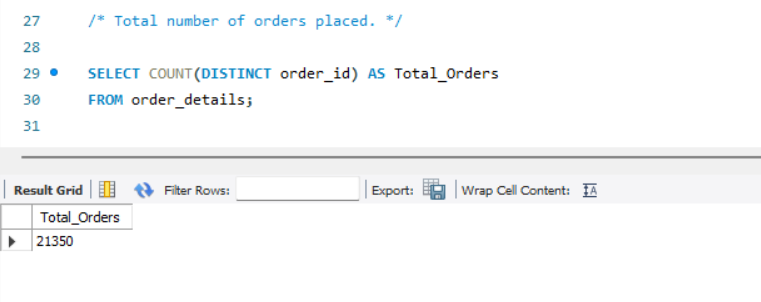 27 /* Total number of orders placed. */
28
29 SELECT COUNT(DISTINCT order_id) AS Total_Orders
30 FROM order_details;
31
Result Grid Filter Rows: Export: Wrap Cell Content: IA
Total_Orders
21350